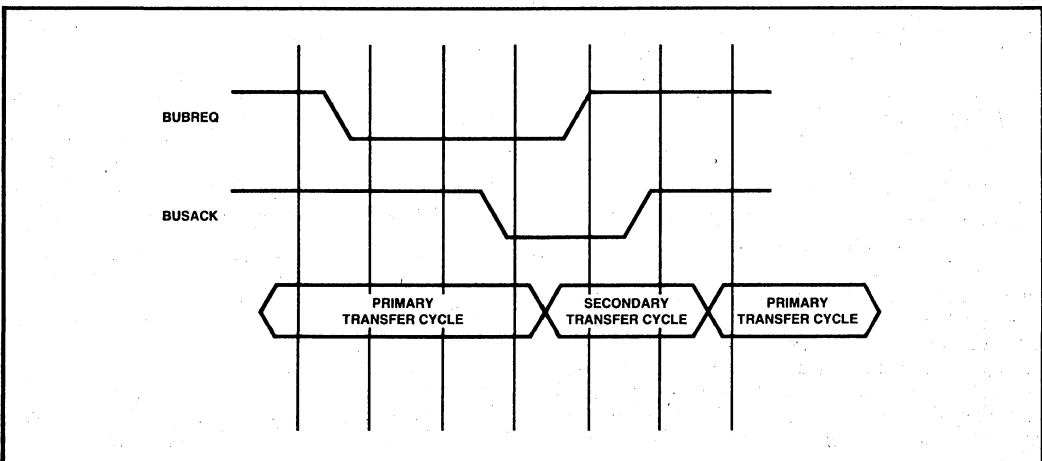 BUBREQ
BUSACK
PRIMARY
TRANSFER CYCLE
SECONDARY
TRANSFER CYCLE
PRIMARY
TRANSFER CYCLE